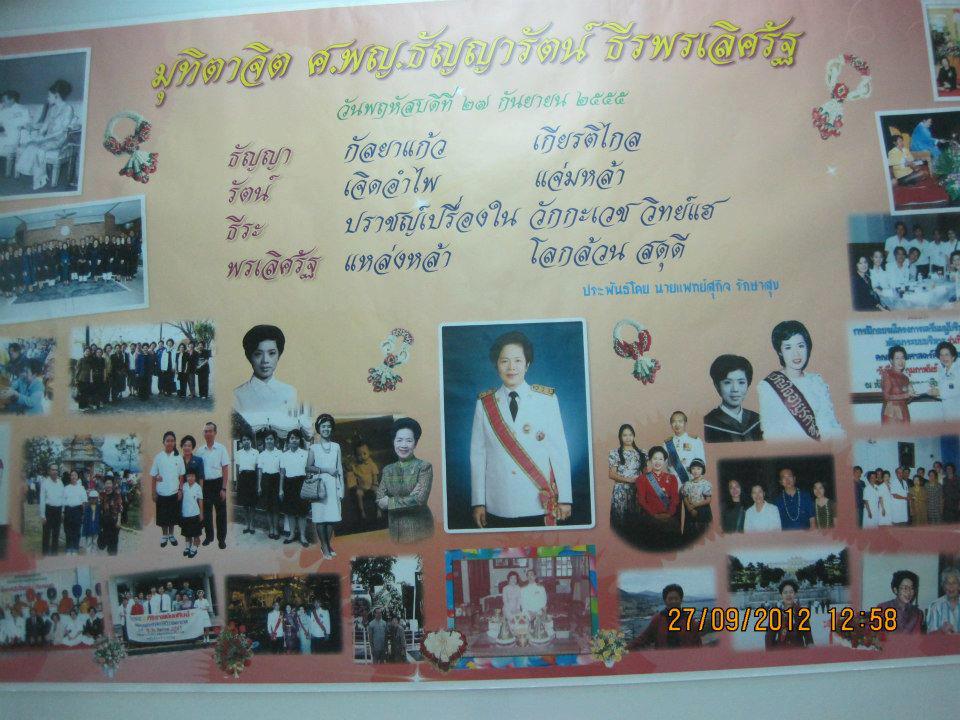 มุทิตาจิต ศ.พญ.ธัญญารัตน์ ธีรพรเลิศรัฐ
วันพฤหัสบดีที่ ๒๗ กันยายน ๒๕๕๕
ธัญญา กัลยาแก้ว เกียรติไกล
รัตน์ เจิดอำไพ แจ่มหล้า
ธีระ ปราชญ์เปรื่องใน วักกะเวช วิทย์แฮ
พรเลิศรัฐ แหล่งหล้า โลกล้วน สดุดี
ประพันธ์โดย นายแพทย์สุกิจ รักษาสุข
27/09/2012 12:58